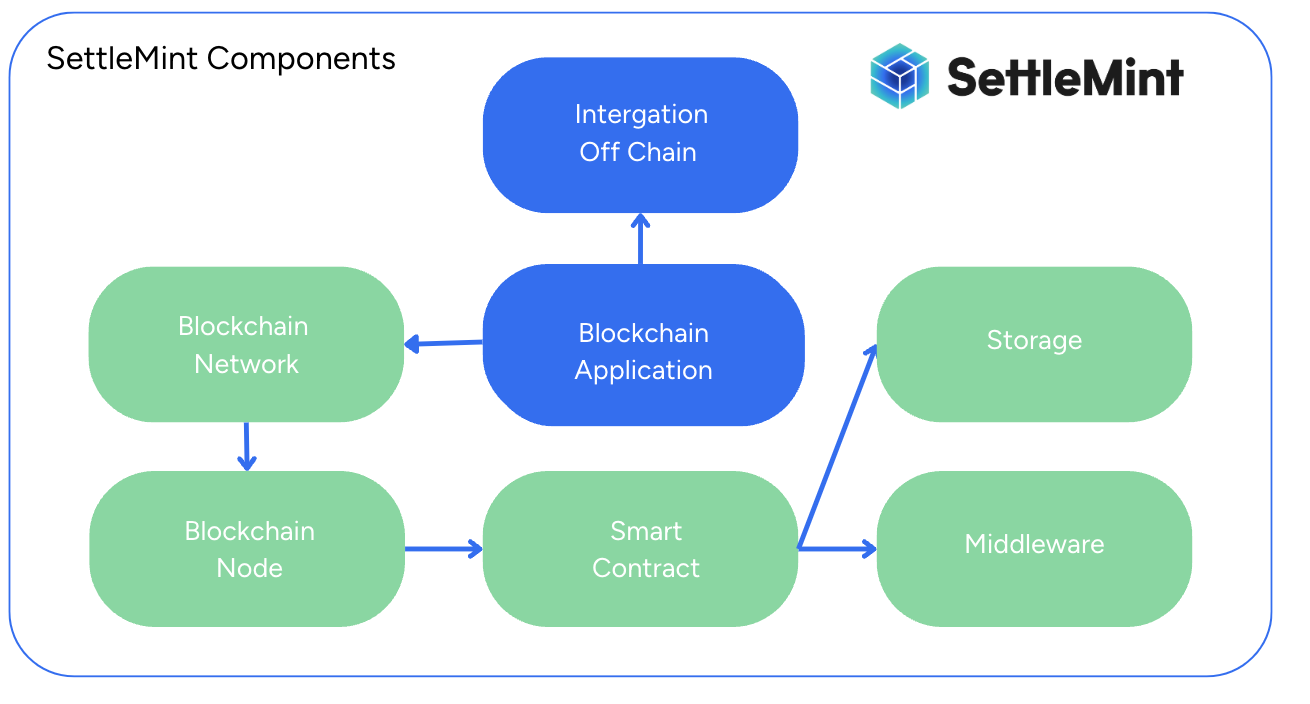 SettleMint Components
SettleMint
Intergation
Off Chain
Blockchain
Network
Blockchain
Application
Storage
Blockchain
Node
Smart
Contract
Middleware